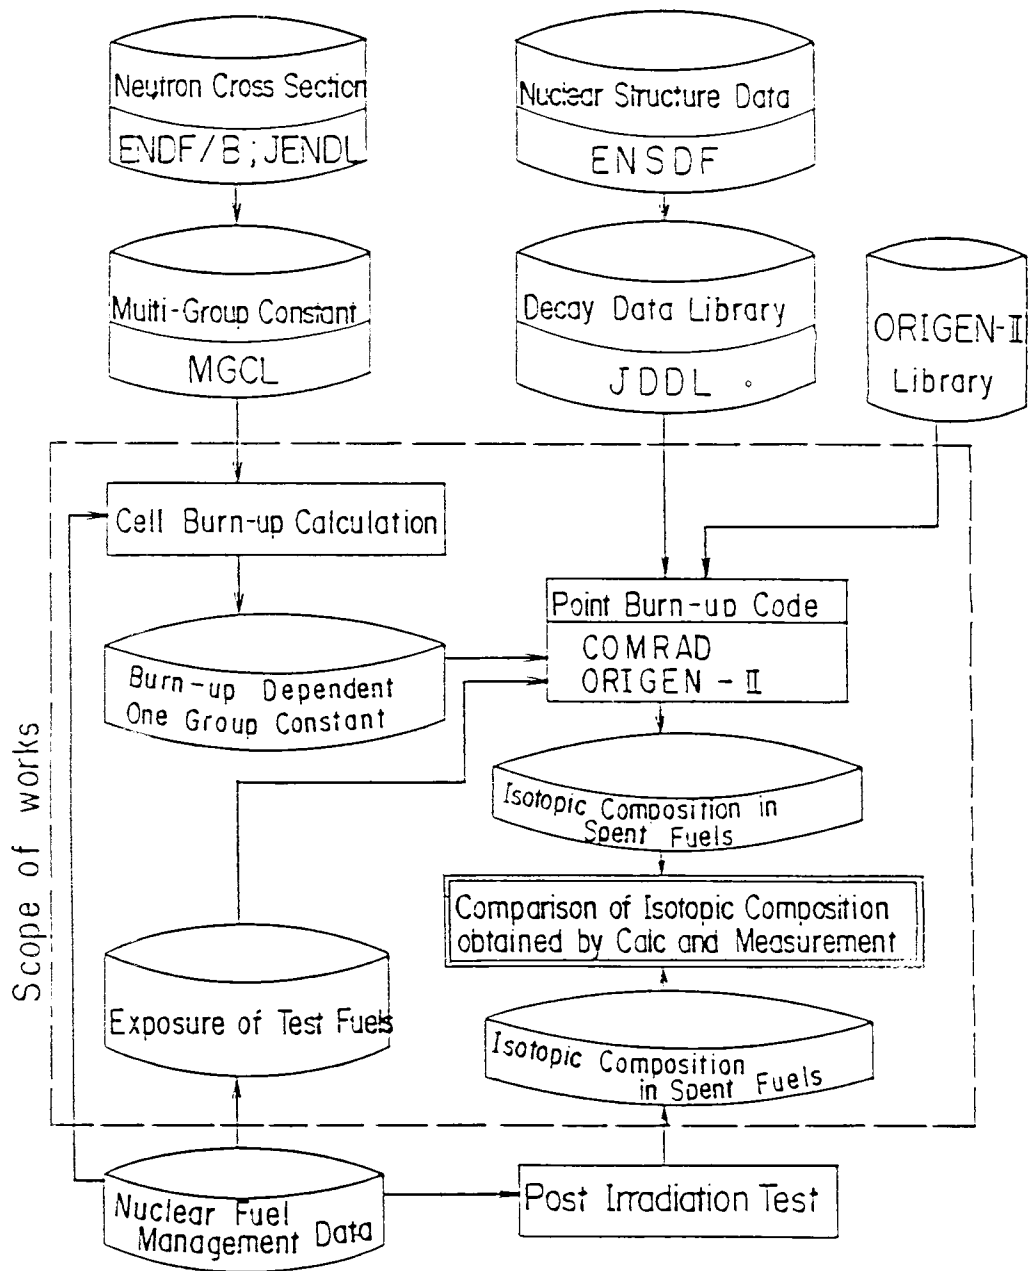 Neutron Cross Section
ENDF/B ; JENDL
Nuclear Structure Data
ENSDF
Multi-Group Constant
MGCL
Decay Data Library
JDDL
ORIGEN-II
Library
Scope of works
Cell Burn-up Calculation
Burn-up Dependent
One Group Constant
Point Burn-up Code
COMRAD
ORIGEN - II
Isotopic Composition in
Spent Fuels
Comparison of Isotopic Composition
obtained by Calc and Measurement
Exposure of Test Fuels
Isotopic Composition
in Spent Fuels
Nuclear Fuel
Management Data
Post Irradiation Test